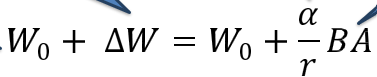 W₀ + ΔW = W₀ + α/r BA